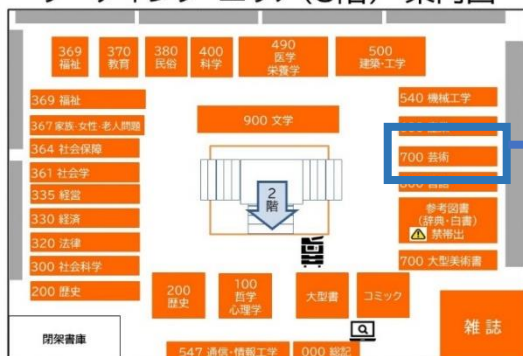 案内図
369
福祉
370
教育
380
民俗
400
科学
490
医学
栄養学
500
建築・工学
369 福祉
367 家族・女性・老人問題
364 社会保障
361 社会学
335 経営
330 経済
320 法律
300 社会科学
200 歴史
900 文学
2
階
540 機械工学
700 芸術
参考図書
(辞典・白書)
禁帯出
700 大型美術書
200
歴史
100
哲学
心理学
大型書
コミック
雑誌
閉架書庫
547 通信・情報工学
000 総記